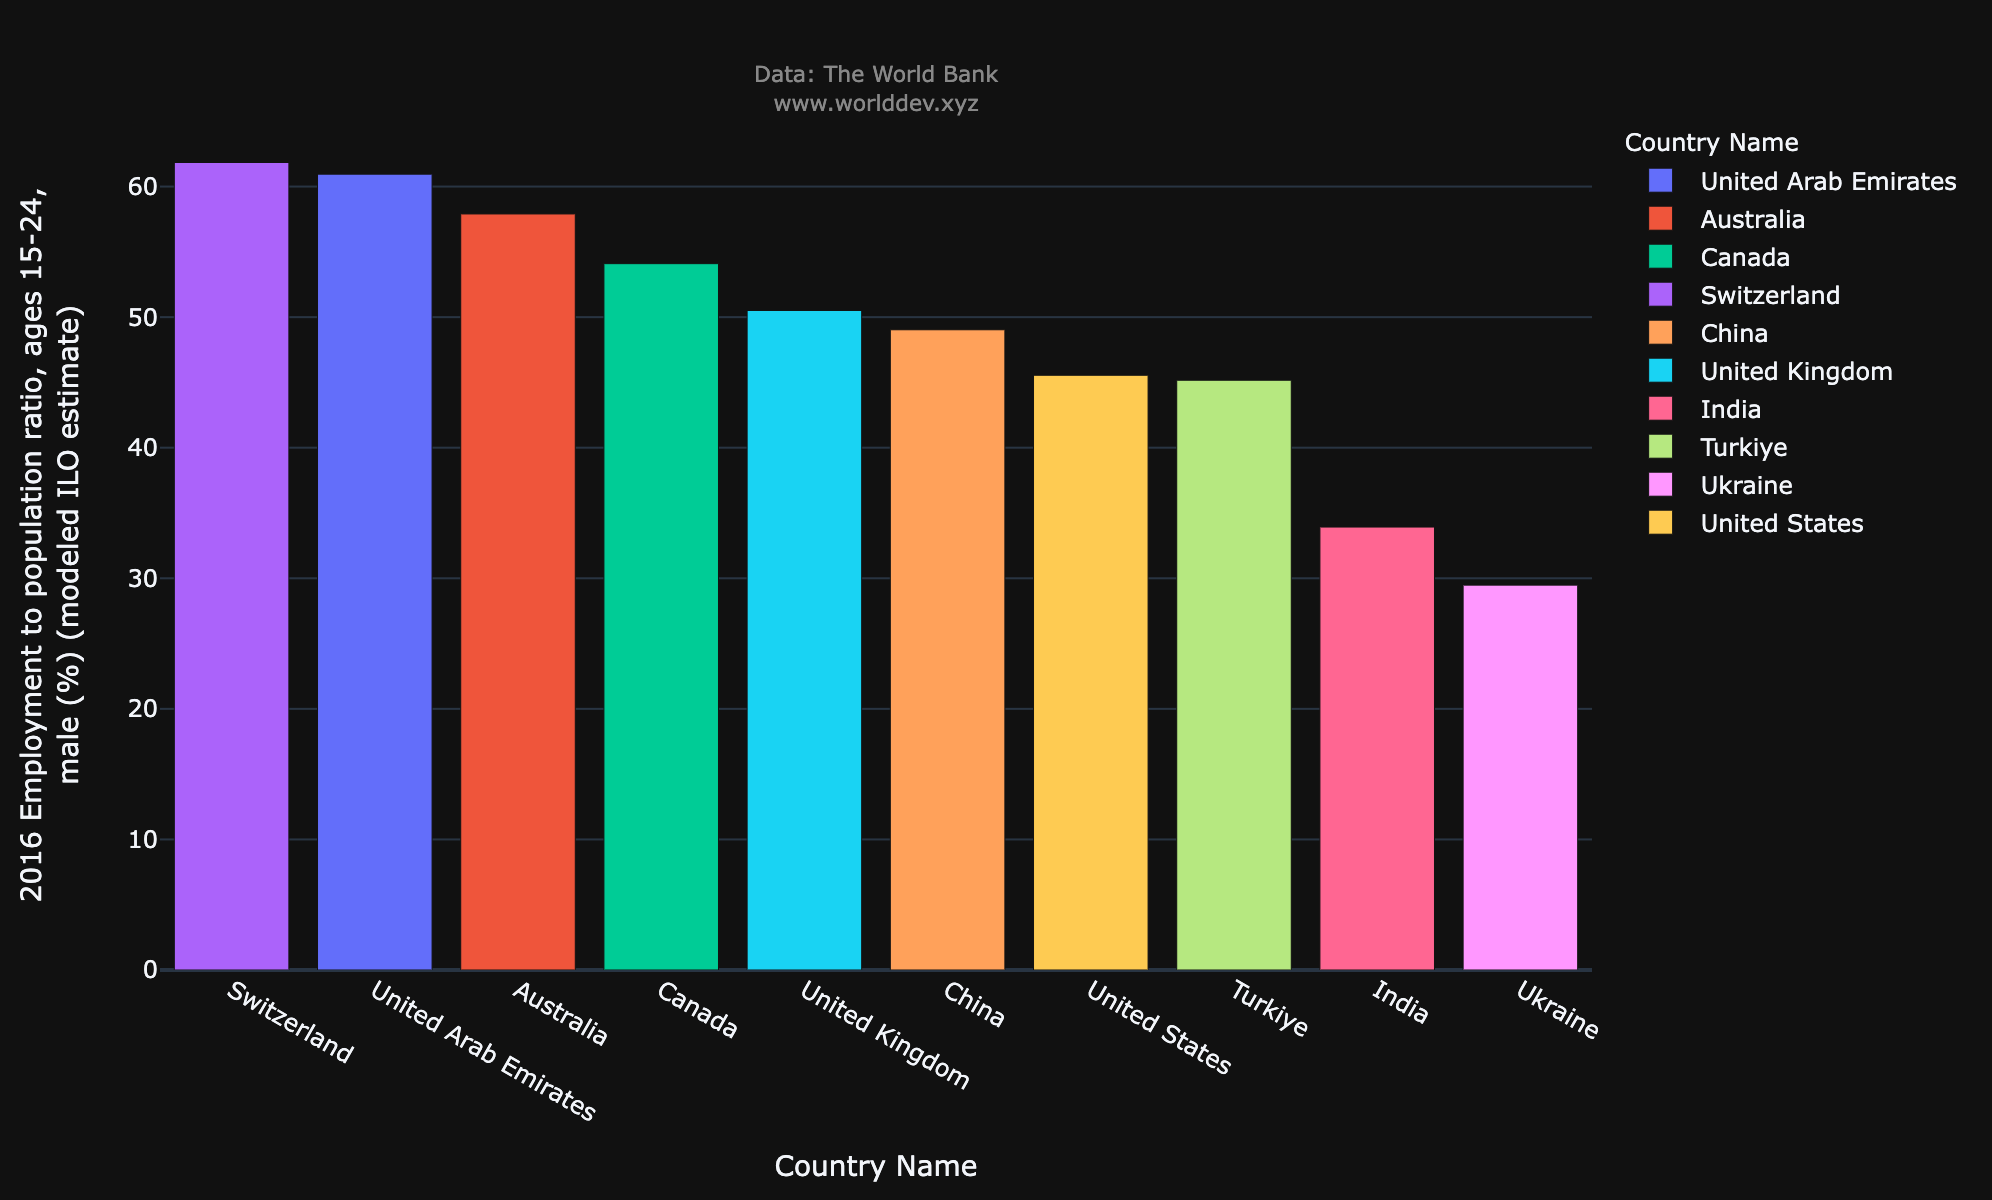 Data: The World Bank
www.worlddev.xyz
2016 Employment to population ratio, ages 15-24,
male (%) (modeled ILO estimate)
60
50
40
30
20
10
0
Switzerland
United Arab Emirates
Australia
Canada
United Kingdom
China
United States
Turkiye
India
Ukraine
Country Name
Country Name
United Arab Emirates
Australia
Canada
Switzerland
China
United Kingdom
India
Turkiye
Ukraine
United States